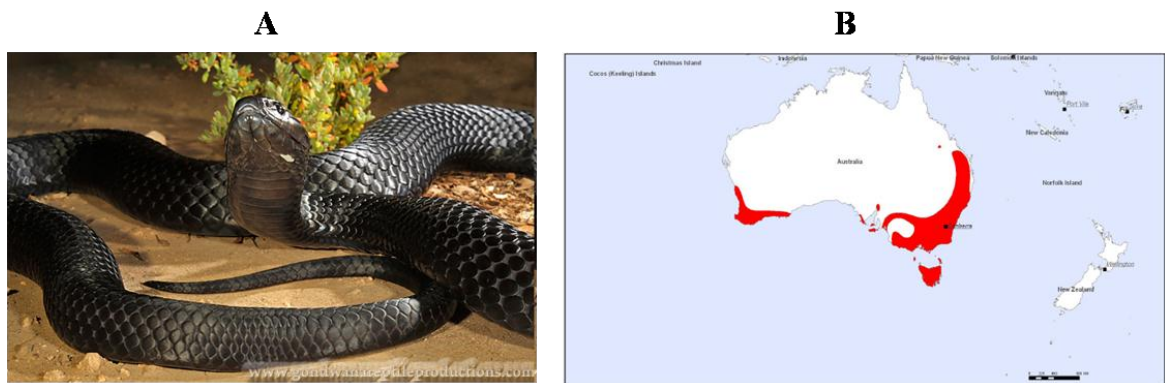 A
B
Christmas Island
Indonesia
Papua New Guinea
Solomon Islands
Cocos (Keeling) Islands
Vanuatu
Port Vila
New Caledonia
Australia
Norfolk Island
Canberra
Wellington
New Zealand
www.gondwanareptileproductions.com